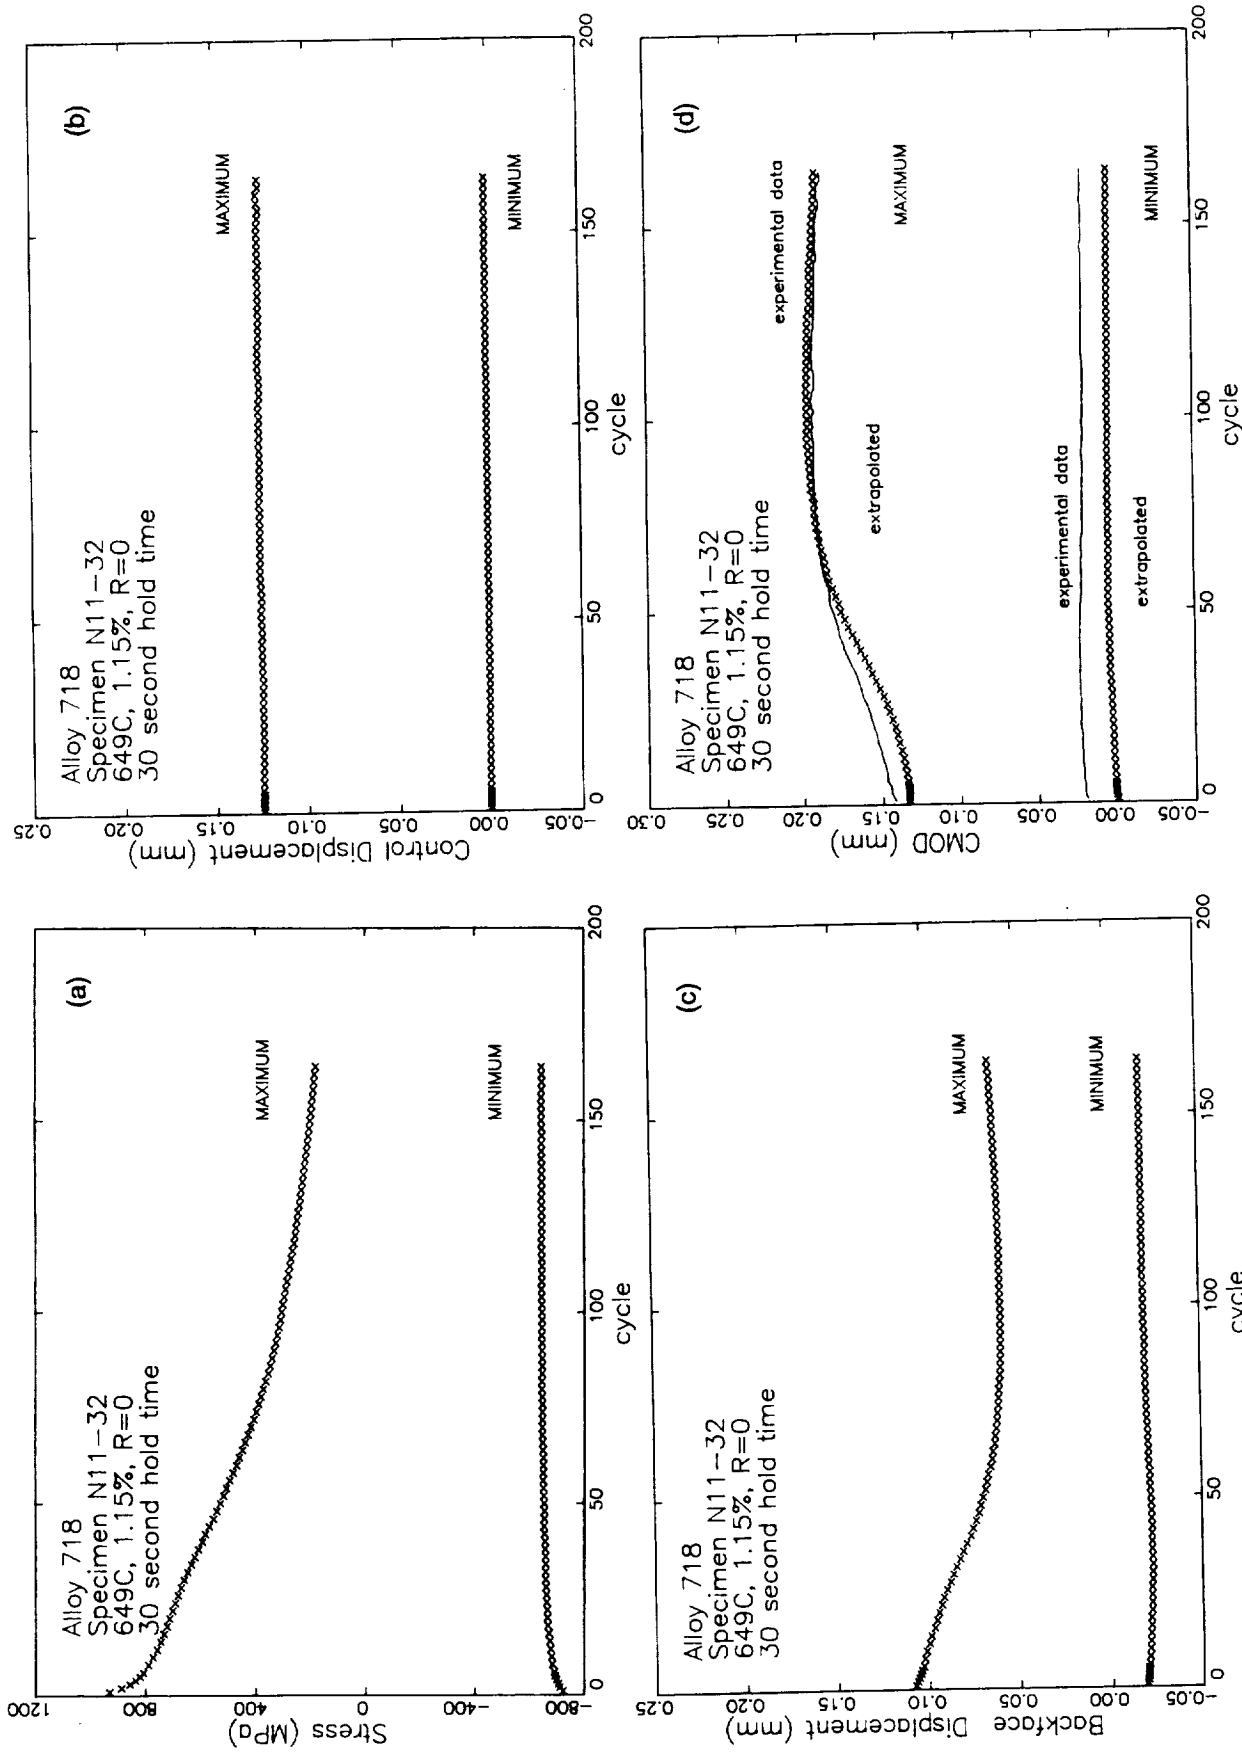 (a)
Alloy 718
Specimen N11-32
649C, 1.15%, R=0
30 second hold time
MAXIMUM
MINIMUM
1200
800
400
0
-400
-800
Stress (MPa)
0
50
100
150
200
cycle
(b)
Alloy 718
Specimen N11-32
649C, 1.15%, R=0
30 second hold time
MAXIMUM
MINIMUM
0.25
0.20
0.15
0.10
0.05
0.00
-0.05
Control Displacement (mm)
0
50
100
150
200
cycle
(c)
Alloy 718
Specimen N11-32
649C, 1.15%, R=0
30 second hold time
MAXIMUM
MINIMUM
0.25
0.20
0.15
0.10
0.05
0.00
-0.05
Backface Displacement (mm)
0
50
100
150
200
cycle
(d)
Alloy 718
Specimen N11-32
649C, 1.15%, R=0
30 second hold time
experimental data
MAXIMUM
extrapolated
experimental data
extrapolated
MINIMUM
0.30
0.25
0.20
0.15
0.10
0.05
0.00
-0.05
CMOD (mm)
0
50
100
150
200
cycle